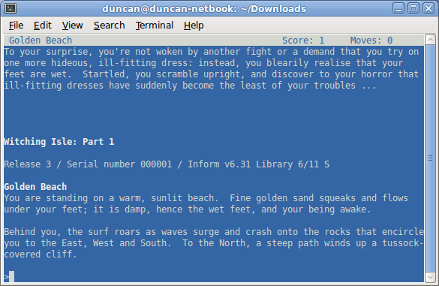 duncan@duncan-netbook: ~/Downloads
File Edit View Search Terminal Help
Golden Beach Score: 1 Moves: 0
To your surprise, you're not woken by another fight or a demand that you try on
one more hideous, ill-fitting dress: instead, you blearily realise that your
feet are wet.  Startled, you scramble upright, and discover to your horror that
ill-fitting dresses have suddenly become the least of your troubles ...
Witching Isle: Part 1
Release 3 / Serial number 000001 / Inform v6.31 Library 6/11 S
Golden Beach
You are standing on a warm, sunlit beach.  Fine golden sand squeaks and flows
under your feet; it is damp, hence the wet feet, and your being awake.
Behind you, the surf roars as waves surge and crash onto the rocks that encircle
you to the East, West and South.  To the North, a steep path winds up a tussock-
covered cliff.
>